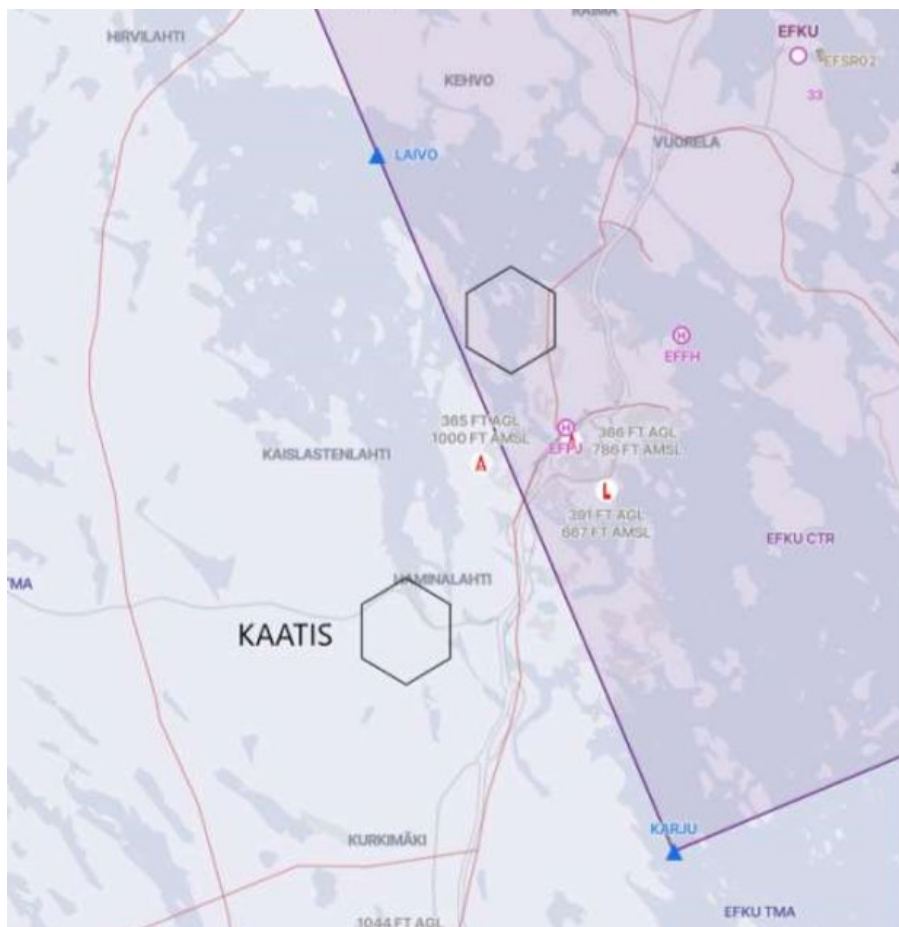 HIRVILAHTI
EFKU
EFSR02
KEHVO
33
VUORELA
LAIVO
EFFH
365 FT AGL
1000 FT AMSL
366 FT AGL
786 FT AMSL
EFPJ
KAISLASTENLAHTI
391 FT AGL
667 FT AMSL
EFKU CTR
HAMINALAHTI
TMA
KAATIS
KARJU
KURKIMÄKI
EFKU TMA
1044 FT AGL